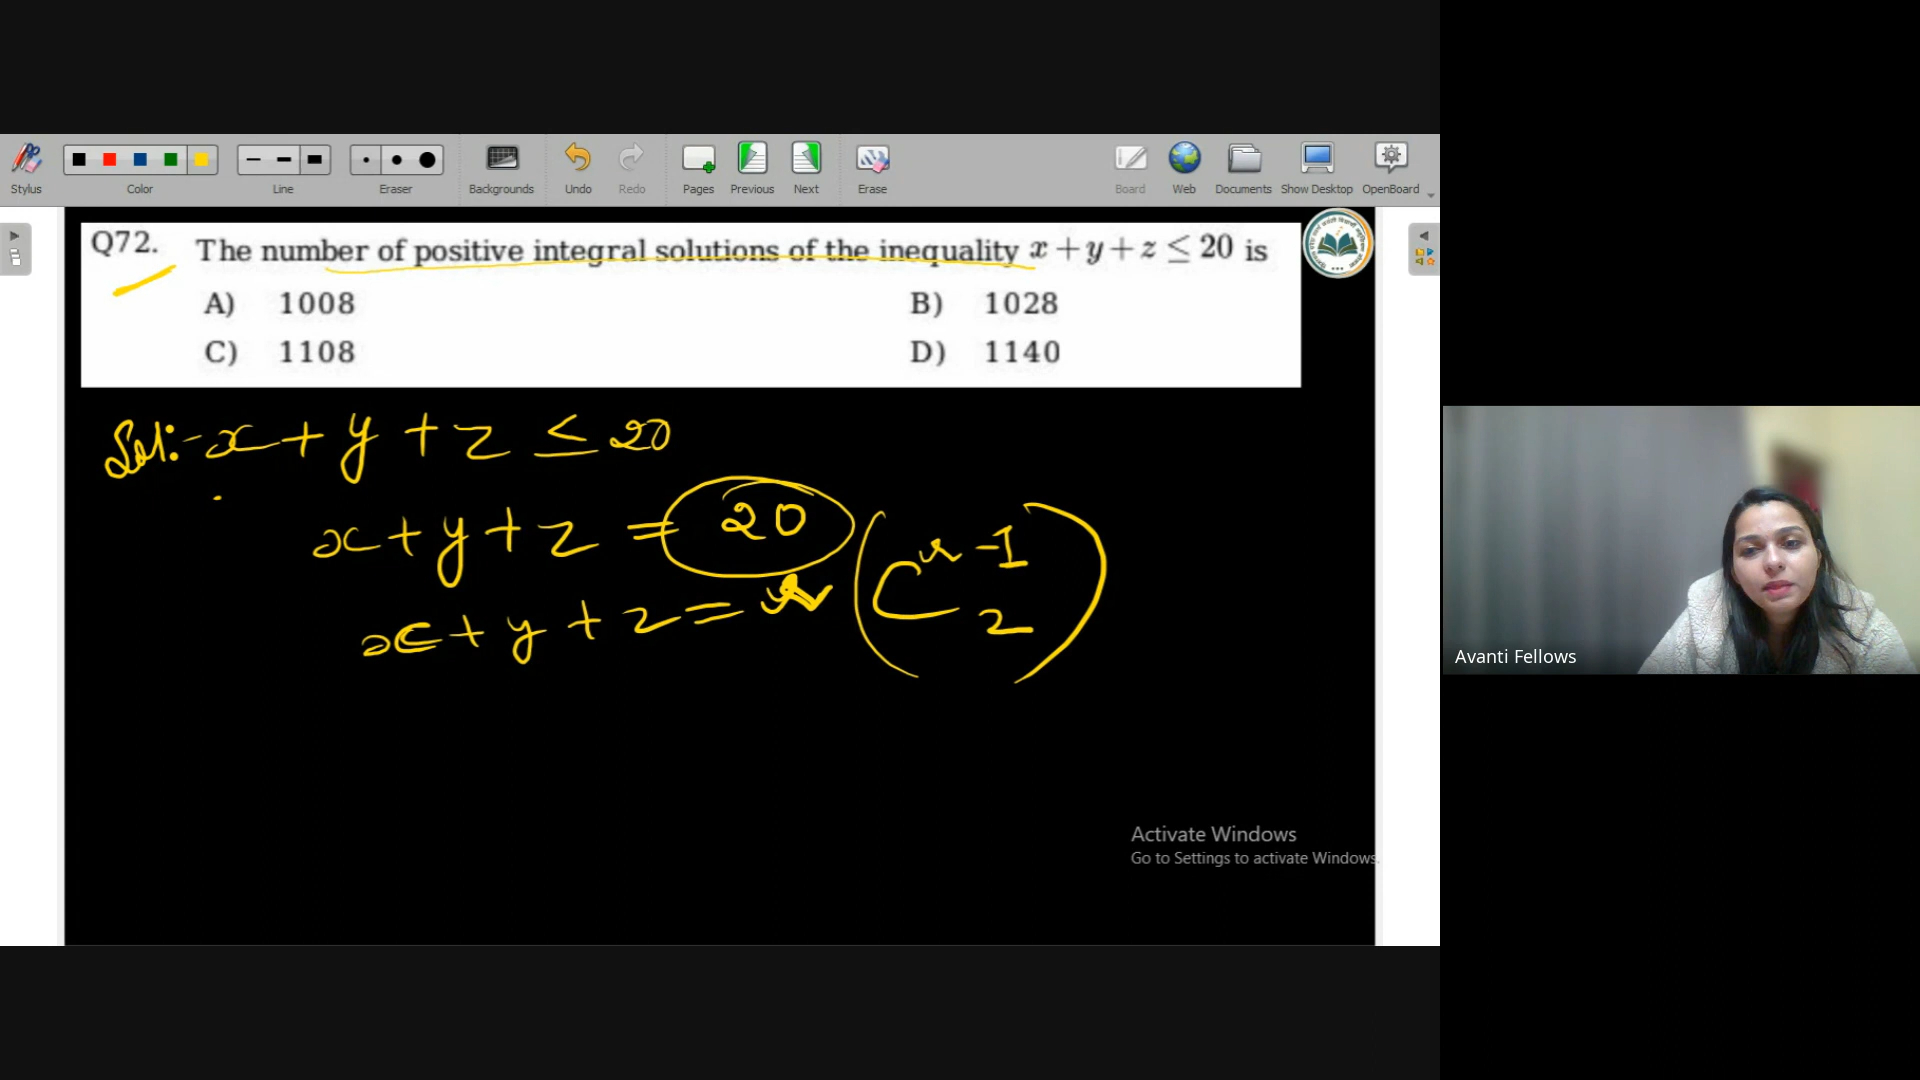 Stylus Color Line Eraser Backgrounds Undo Redo Pages Previous Next Erase Board Web Documents Show Desktop OpenBoard
Q72. The number of positive integral solutions of the inequality x + y + z ≤ 20 is
A) 1008 B) 1028
C) 1108 D) 1140
Sol:- x + y + z ≤ 20
x + y + z = 20
x + y + z = r (C r-1 2)
Avanti Fellows
Activate Windows
Go to Settings to activate Windows.